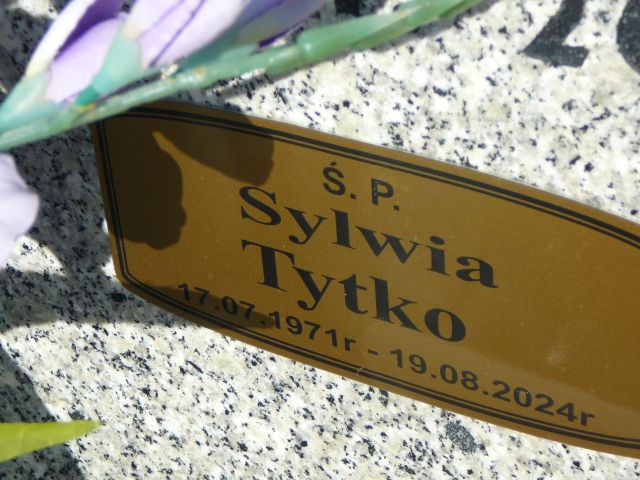 Ś. P.
Sylwia
Tytko
17.07.1971r - 19.08.2024r